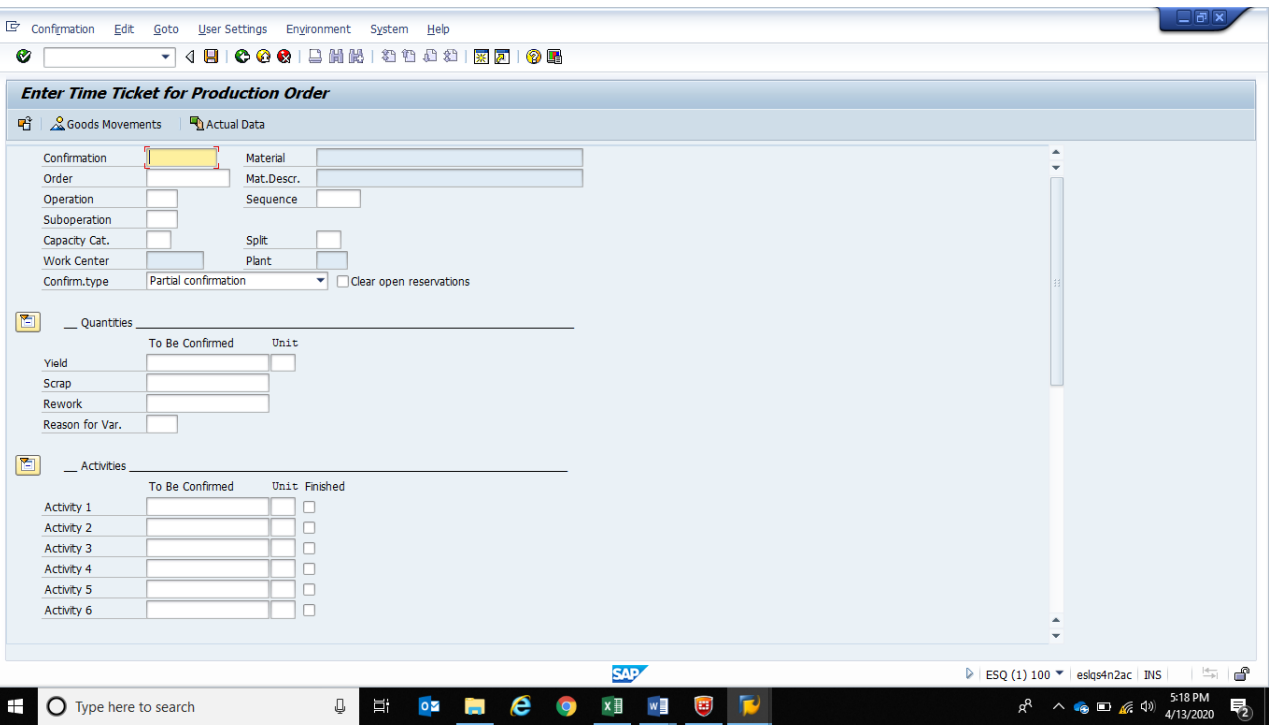 Confirmation Edit Goto User Settings Environment System Help
Enter Time Ticket for Production Order
Goods Movements Actual Data
Confirmation Material
Order Mat.Descr.
Operation Sequence
Suboperation
Capacity Cat. Split
Work Center Plant
Confirm.type Partial confirmation Clear open reservations
Quantities
To Be Confirmed Unit
Yield
Scrap
Rework
Reason for Var.
Activities
To Be Confirmed Unit Finished
Activity 1
Activity 2
Activity 3
Activity 4
Activity 5
Activity 6
SAP ESQ (1) 100 eslqs4n2ac INS
Type here to search
5:18 PM
4/13/2020
2